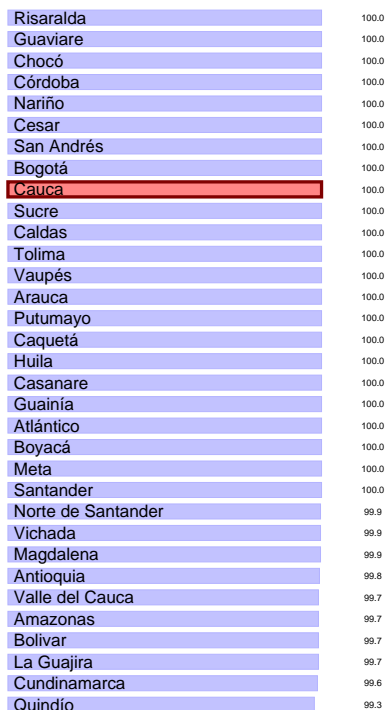 Risaralda 100.0
Guaviare 100.0
Chocó 100.0
Córdoba 100.0
Nariño 100.0
Cesar 100.0
San Andrés 100.0
Bogotá 100.0
Cauca 100.0
Sucre 100.0
Caldas 100.0
Tolima 100.0
Vaupés 100.0
Arauca 100.0
Putumayo 100.0
Caquetá 100.0
Huila 100.0
Casanare 100.0
Guainía 100.0
Atlántico 100.0
Boyacá 100.0
Meta 100.0
Santander 100.0
Norte de Santander 99.9
Vichada 99.9
Magdalena 99.9
Antioquia 99.8
Valle del Cauca 99.7
Amazonas 99.7
Bolivar 99.7
La Guajira 99.7
Cundinamarca 99.6
Quindío 99.3